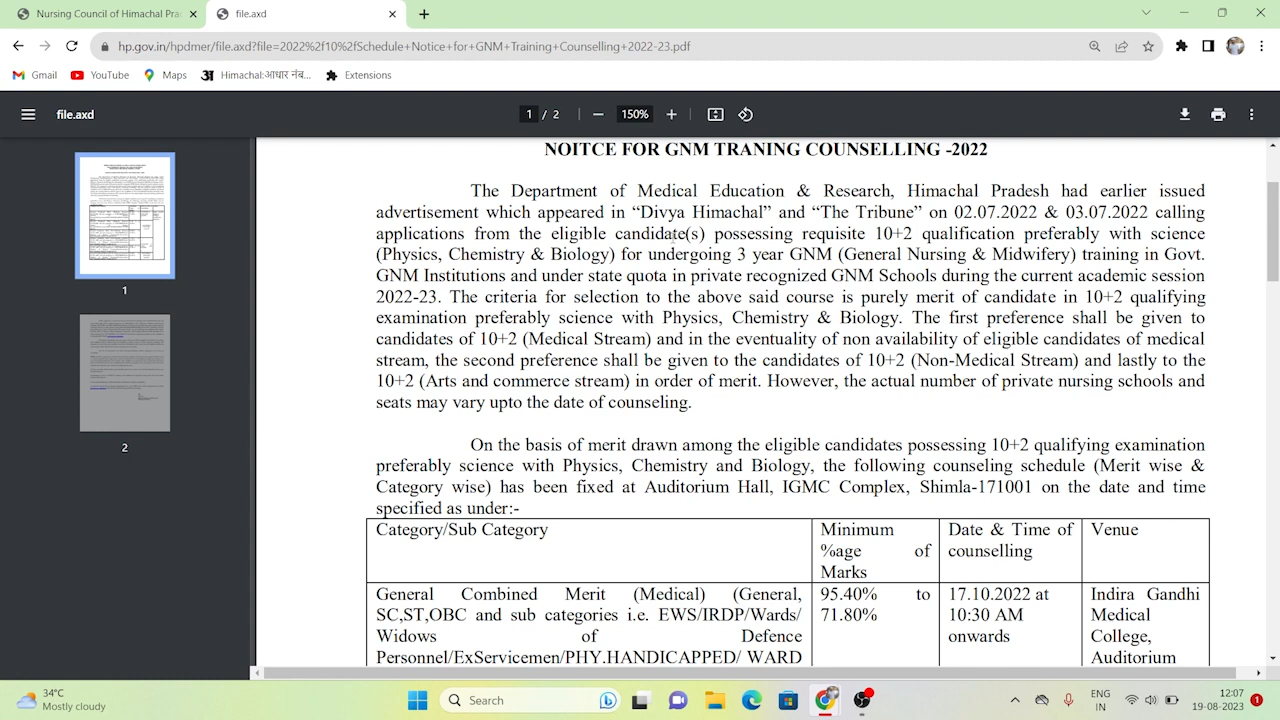 Nursing Council of Himachal Pra
file.axd
hp.gov.in/hpdmer/file.axd?file=2022%2f10%2fSchedule+Notice+for+GNM+Training+Counselling+2022-23.pdf
Gmail
YouTube
Maps
Himachal:आधार नंब...
Extensions
file.axd
1 / 2
150%
1
2
NOITCE FOR GNM TRANING COUNSELLING -2022
The Department of Medical Education & Research, Himachal Pradesh had earlier issued
advertisement which appeared in “Divya Himachal” and “The Tribune” on 03.07.2022 & 03.07.2022 calling
applications from the eligible candidate(s) possessing requisite 10+2 qualification preferably with science
(Physics, Chemistry & Biology) for undergoing 3 year GNM (General Nursing & Midwifery) training in Govt.
GNM Institutions and under state quota in private recognized GNM Schools during the current academic session
2022-23. The criteria for selection to the above said course is purely merit of candidate in 10+2 qualifying
examination preferably science with Physics, Chemistry & Biology. The first preference shall be given to
candidates of 10+2 (Medical Stream) and in the eventuality of non availability of eligible candidates of medical
stream, the second preference shall be given to the candidates of 10+2 (Non-Medical Stream) and lastly to the
10+2 (Arts and commerce stream) in order of merit. However, the actual number of private nursing schools and
seats may vary upto the date of counseling.
On the basis of merit drawn among the eligible candidates possessing 10+2 qualifying examination
preferably science with Physics, Chemistry and Biology, the following counseling schedule (Merit wise &
Category wise) has been fixed at Auditorium Hall, IGMC Complex, Shimla-171001 on the date and time
specified as under:-
Category/Sub Category
Minimum
%age of
Marks
Date & Time of
counselling
Venue
General Combined Merit (Medical) (General,
SC,ST,OBC and sub categories i.e. EWS/IRDP/Wards/
Widows of Defence
Personnel/ExServicemen/PHY.HANDICAPPED/ WARD
95.40% to
71.80%
17.10.2022 at
10:30 AM
onwards
Indira Gandhi
Medical
College,
Auditorium
34°C
Mostly cloudy
Search
ENG
IN
12:07
19-08-2023
1